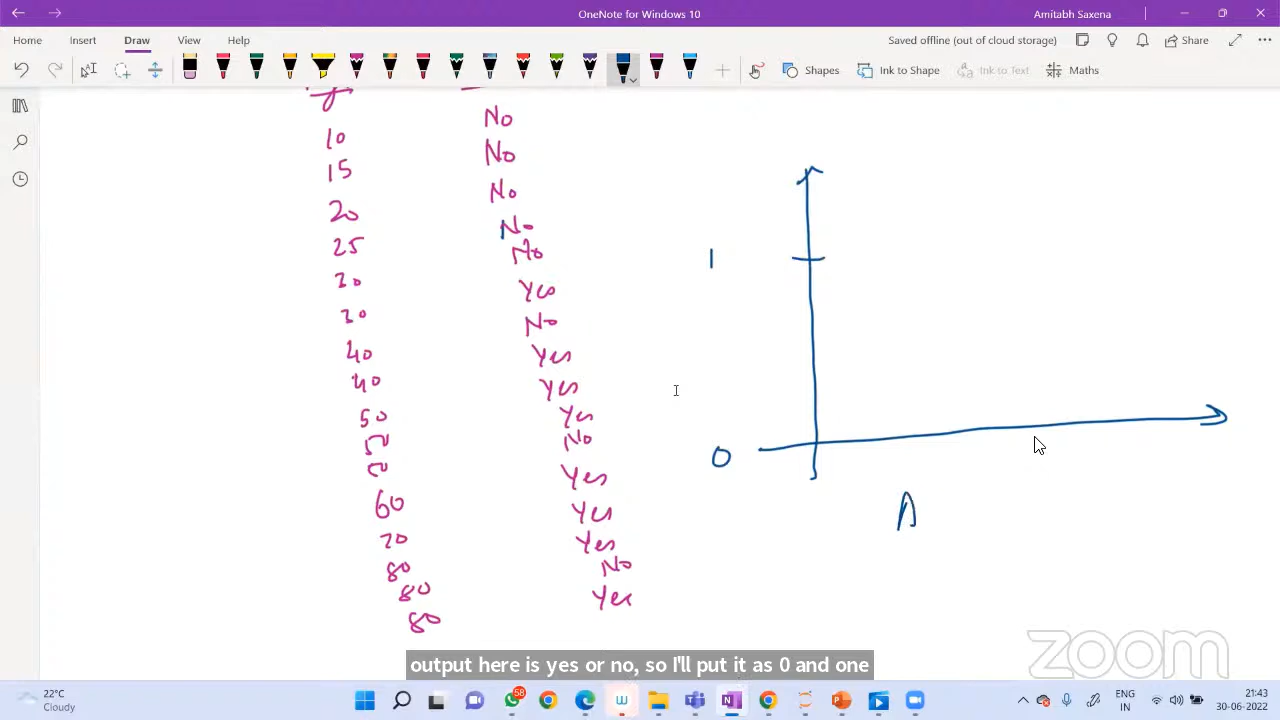 OneNote for Windows 10
Amitabh Saxena
Home Insert Draw View Help
Saved offline (out of cloud storage)
Share
Shapes
Ink to Shape
Ink to Text
Maths
No
10 No
15 No
20 No
25 No
30 Yes
30 No
40 Yes
40 Yes
50 Yes
No
60 Yes
70 Yes
80 Yes
80 No
80 Yes
1
0
A
zoom
output here is yes or no, so I'll put it as 0 and one
22°C
Cloudy
58
ENG
IN
21:43
30-06-2022